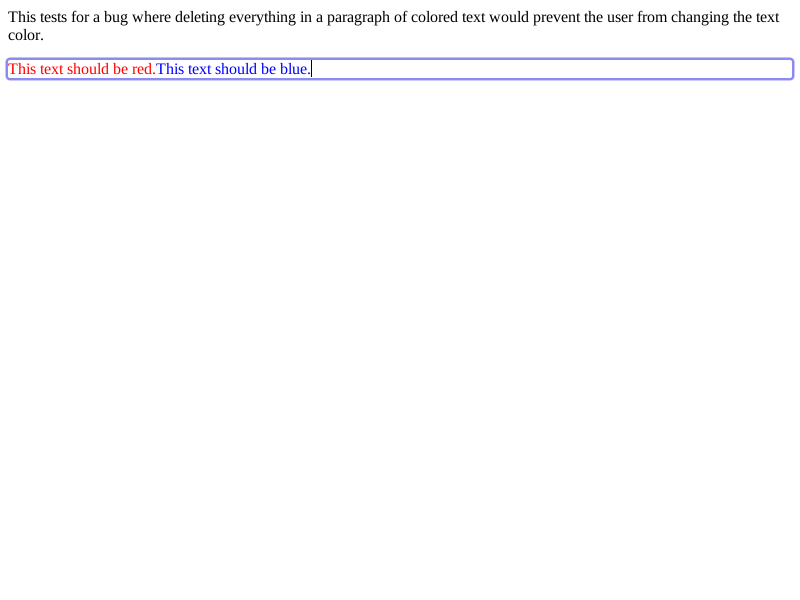 This tests for a bug where deleting everything in a paragraph of colored text would prevent the user from changing the text
color.
This text should be red.This text should be blue.